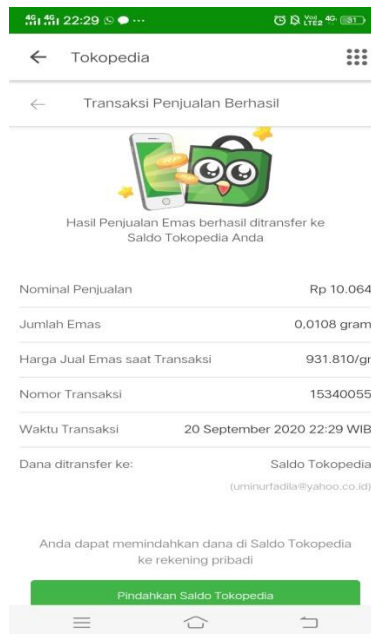 22:29
Tokopedia
Transaksi Penjualan Berhasil
Hasil Penjualan Emas berhasil ditransfer ke
Saldo Tokopedia Anda
Nominal Penjualan Rp 10.064
Jumlah Emas 0,0108 gram
Harga Jual Emas saat Transaksi 931.810/gr
Nomor Transaksi 15340055
Waktu Transaksi 20 September 2020 22:29 WIB
Dana ditransfer ke: Saldo Tokopedia
(uminurfadila@yahoo.co.id)
Anda dapat memindahkan dana di Saldo Tokopedia
ke rekening pribadi
Pindahkan Saldo Tokopedia